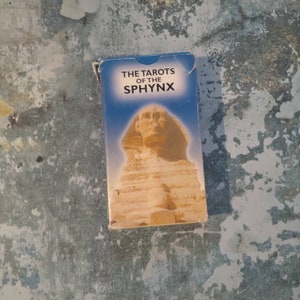 THE TAROTS
OF THE
SPHYNX